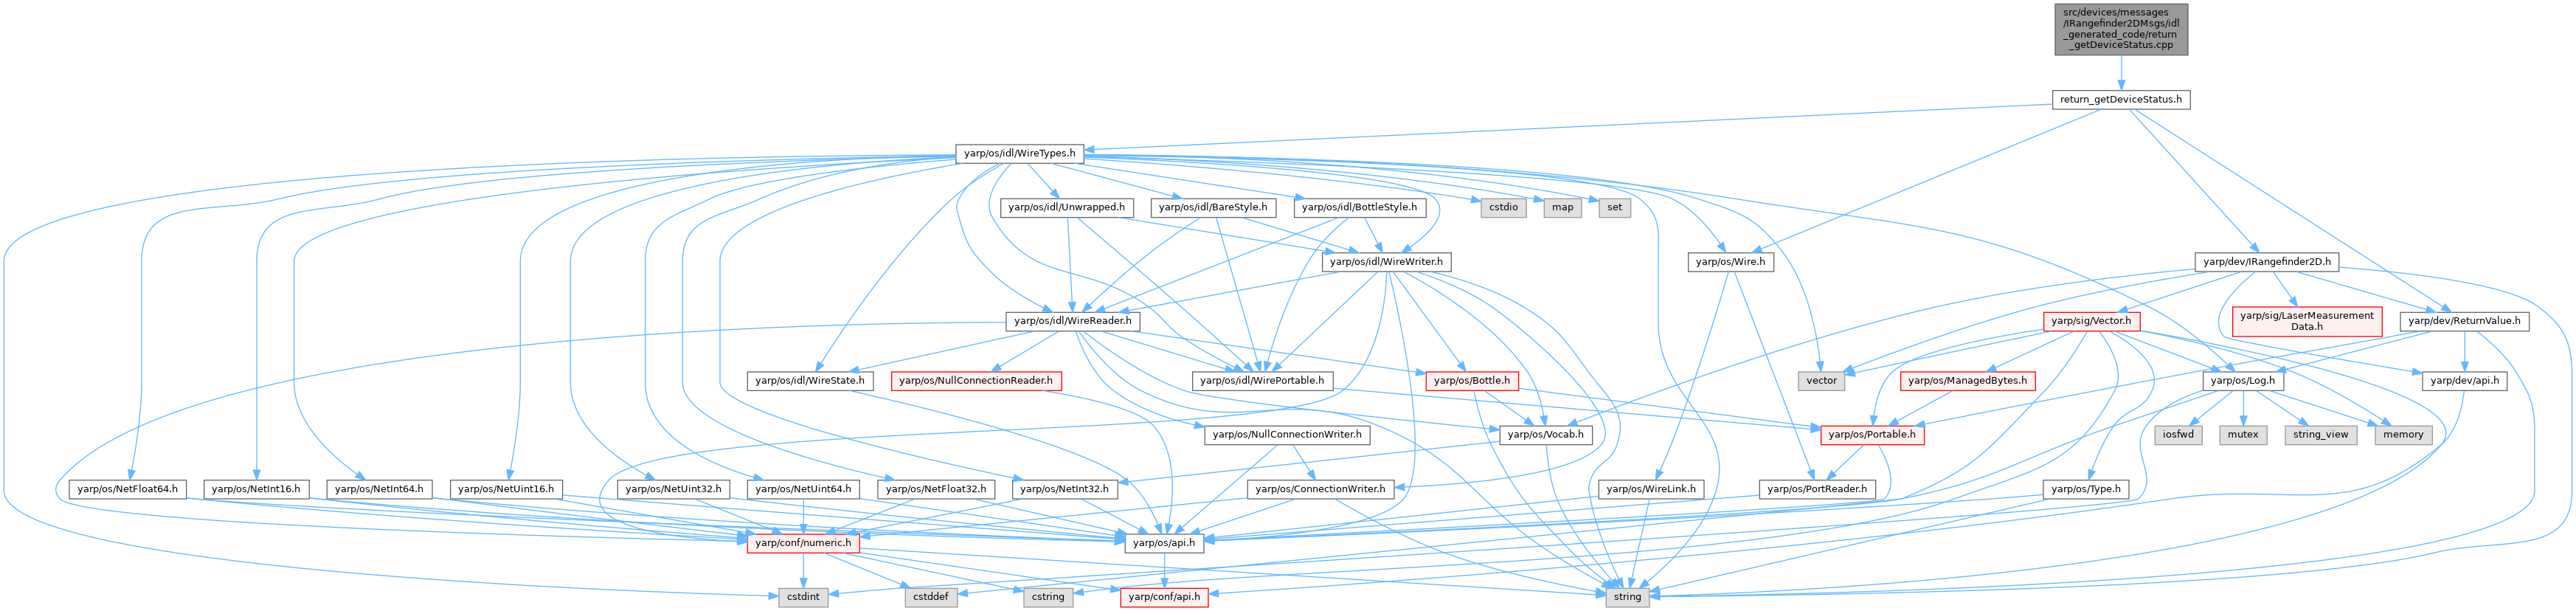 src/devices/messages
/IRangefinder2DMsgs/idl
_generated_code/return
_getDeviceStatus.cpp
return_getDeviceStatus.h
yarp/os/idl/WireTypes.h
yarp/os/idl/Unwrapped.h
yarp/os/idl/BareStyle.h
yarp/os/idl/BottleStyle.h
cstdio
map
set
yarp/os/idl/WireWriter.h
yarp/os/Wire.h
yarp/dev/IRangefinder2D.h
yarp/os/idl/WireReader.h
yarp/sig/Vector.h
yarp/sig/LaserMeasurement
Data.h
yarp/dev/ReturnValue.h
yarp/os/idl/WireState.h
yarp/os/NullConnectionReader.h
yarp/os/idl/WirePortable.h
yarp/os/Bottle.h
vector
yarp/os/ManagedBytes.h
yarp/os/Log.h
yarp/dev/api.h
yarp/os/NullConnectionWriter.h
yarp/os/Vocab.h
yarp/os/Portable.h
iosfwd
mutex
string_view
memory
yarp/os/NetFloat64.h
yarp/os/NetInt16.h
yarp/os/NetInt64.h
yarp/os/NetUint16.h
yarp/os/NetUint32.h
yarp/os/NetUint64.h
yarp/os/NetFloat32.h
yarp/os/NetInt32.h
yarp/os/ConnectionWriter.h
yarp/os/WireLink.h
yarp/os/PortReader.h
yarp/os/Type.h
yarp/conf/numeric.h
yarp/os/api.h
cstdint
cstddef
cstring
yarp/conf/api.h
string